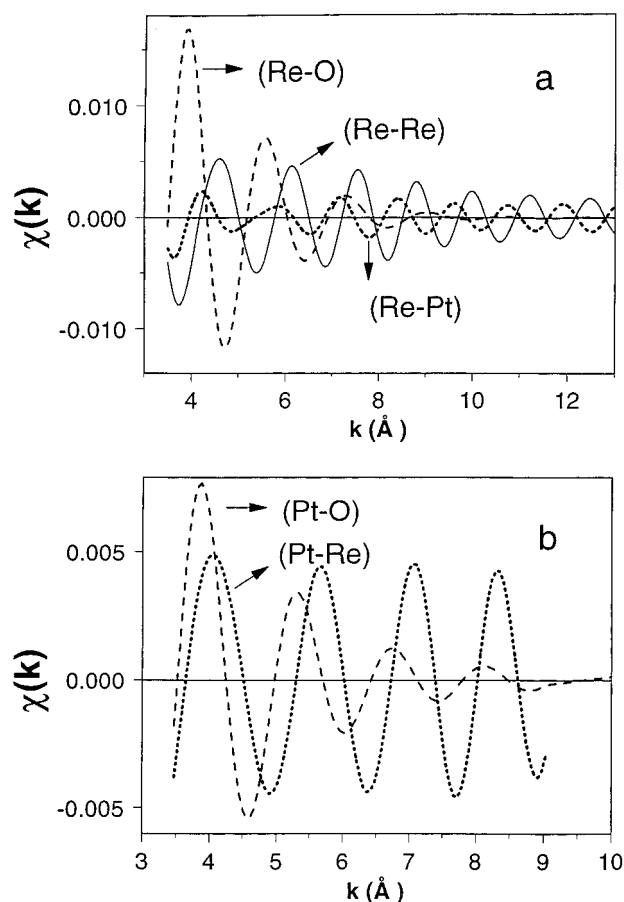 a
(Re-O)
(Re-Re)
(Re-Pt)
0.010
0.000
-0.010
χ(k)
4 6 8 10 12
k (Å )
b
(Pt-O)
(Pt-Re)
0.005
0.000
-0.005
χ(k)
3 4 5 6 7 8 9 10
k (Å )